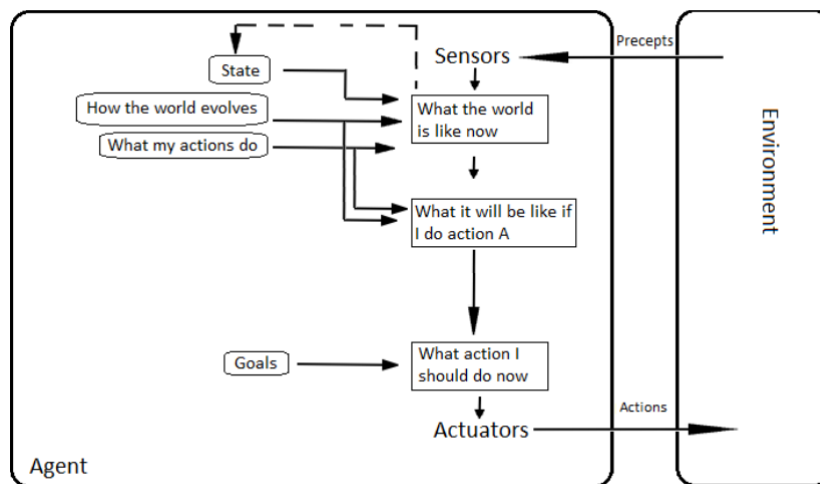 Precepts
Sensors
State
How the world evolves
What the world
is like now
What my actions do
Environment
What it will be like if
I do action A
Goals
What action I
should do now
Actions
Actuators
Agent